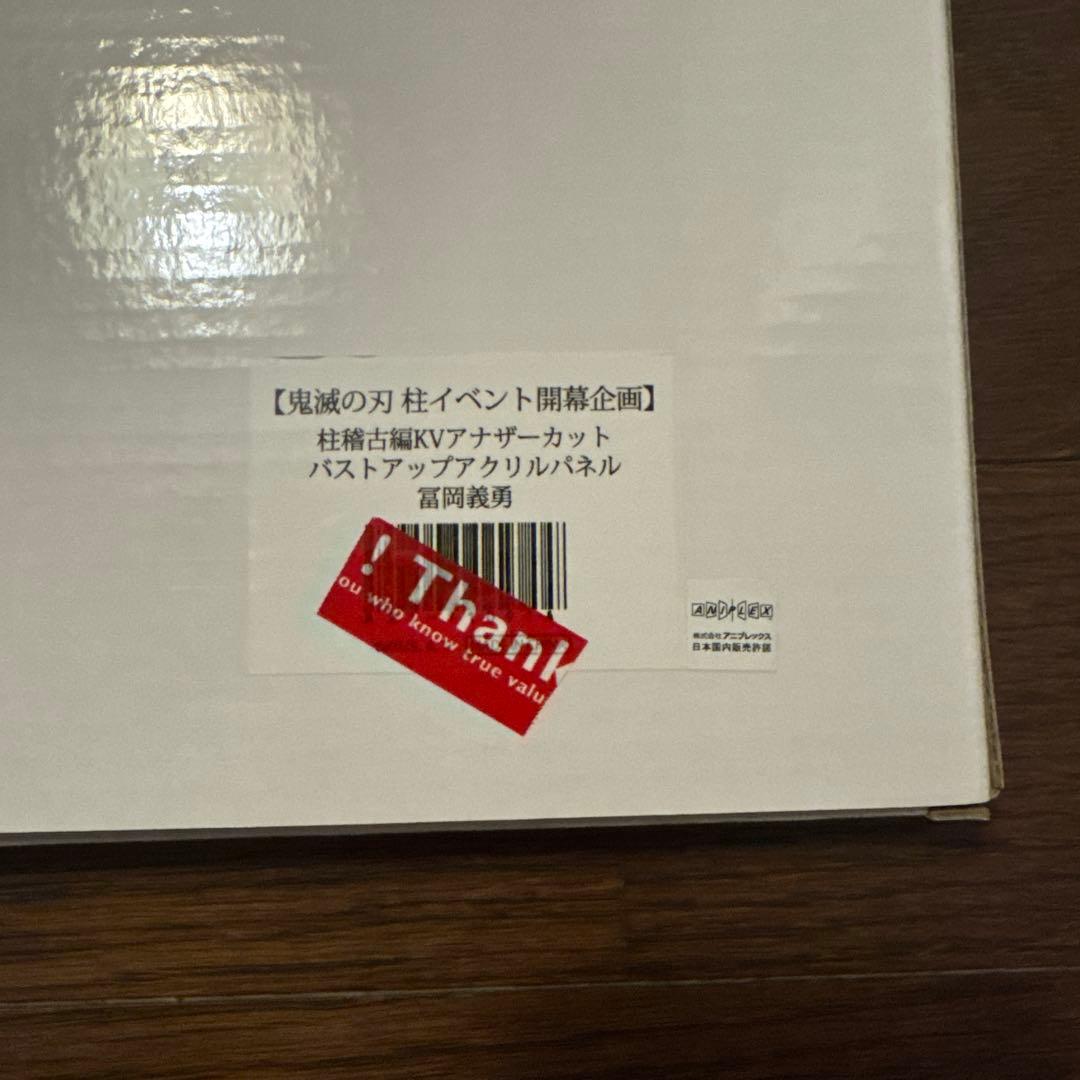 【鬼滅の刃 柱イベント開幕企画】
柱稽古編KVアナザーカット
バストアップアクリルパネル
冨岡義勇
! Thank
ou who know true valu
ANIPLEX
株式会社アニプレックス
日本国内販売許諾